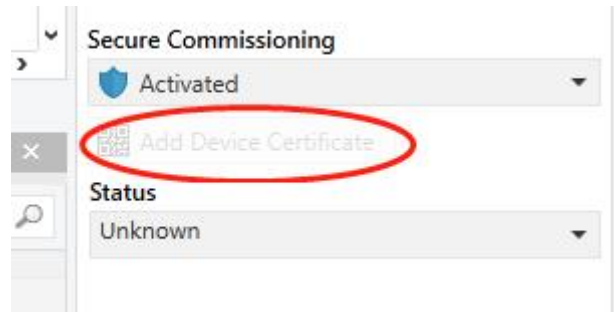 Secure Commissioning
Activated
Add Device Certificate
Status
Unknown